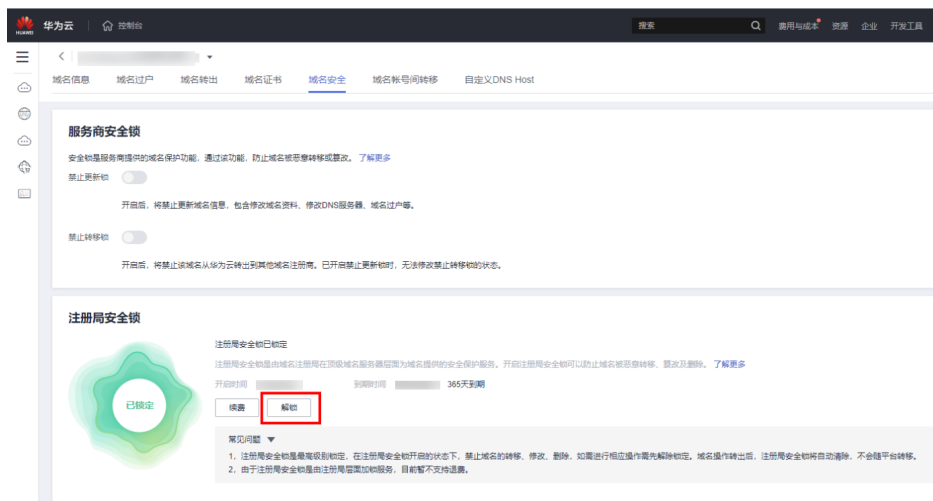 HUAWEI
华为云 控制台 搜索 费用与成本 资源 企业 开发工具
域名信息 域名过户 域名转出 域名证书 域名安全 域名帐号间转移 自定义DNS Host
服务商安全锁
安全锁是服务商提供的域名保护功能，通过该功能，防止域名被恶意转移或篡改。 了解更多
禁止更新锁
开启后，将禁止更新域名信息，包含修改域名资料、修改DNS服务器、域名过户等。
禁止转移锁
开启后，将禁止该域名从华为云转出到其他域名注册商。已开启禁止更新锁时，无法修改禁止转移锁的状态。
注册局安全锁
已锁定
注册局安全锁已锁定
注册局安全锁是由域名注册局在顶级域名服务器层面为域名提供的安全保护服务。开启注册局安全锁可以防止域名被恶意转移、篡改及删除。 了解更多
开启时间 到期时间 365天到期
续费 解锁
常见问题
1，注册局安全锁是最高级别锁定，在注册局安全锁开启的状态下，禁止域名的转移、修改、删除，如需进行相应操作需先解除锁定。域名操作转出后，注册局安全锁将自动清除，不会随平台转移。
2，由于注册局安全锁是由注册局层面加锁服务，目前暂不支持退费。